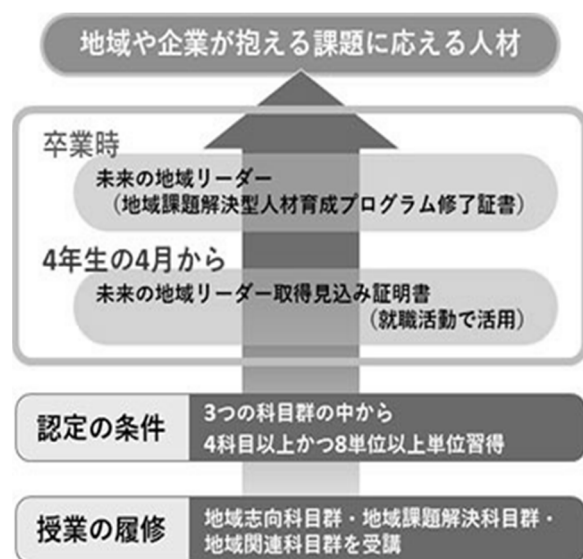 地域や企業が抱える課題に応える人材
卒業時
未来の地域リーダー
（地域課題解決型人材育成プログラム修了証書）
4年生の4月から
未来の地域リーダー取得見込み証明書
（就職活動で活用）
認定の条件
3つの科目群の中から
4科目以上かつ8単位以上単位習得
授業の履修
地域志向科目群・地域課題解決科目群・
地域関連科目群を受講